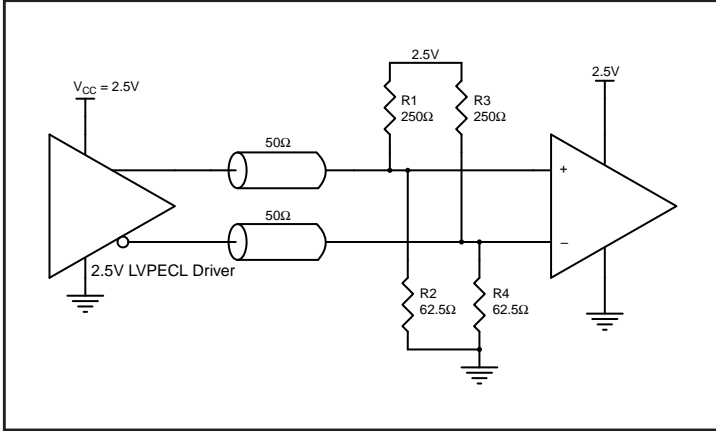 2.5V
V_CC = 2.5V
2.5V
R1
250Ω
R3
250Ω
50Ω
+
50Ω
–
2.5V LVPECL Driver
R2
62.5Ω
R4
62.5Ω